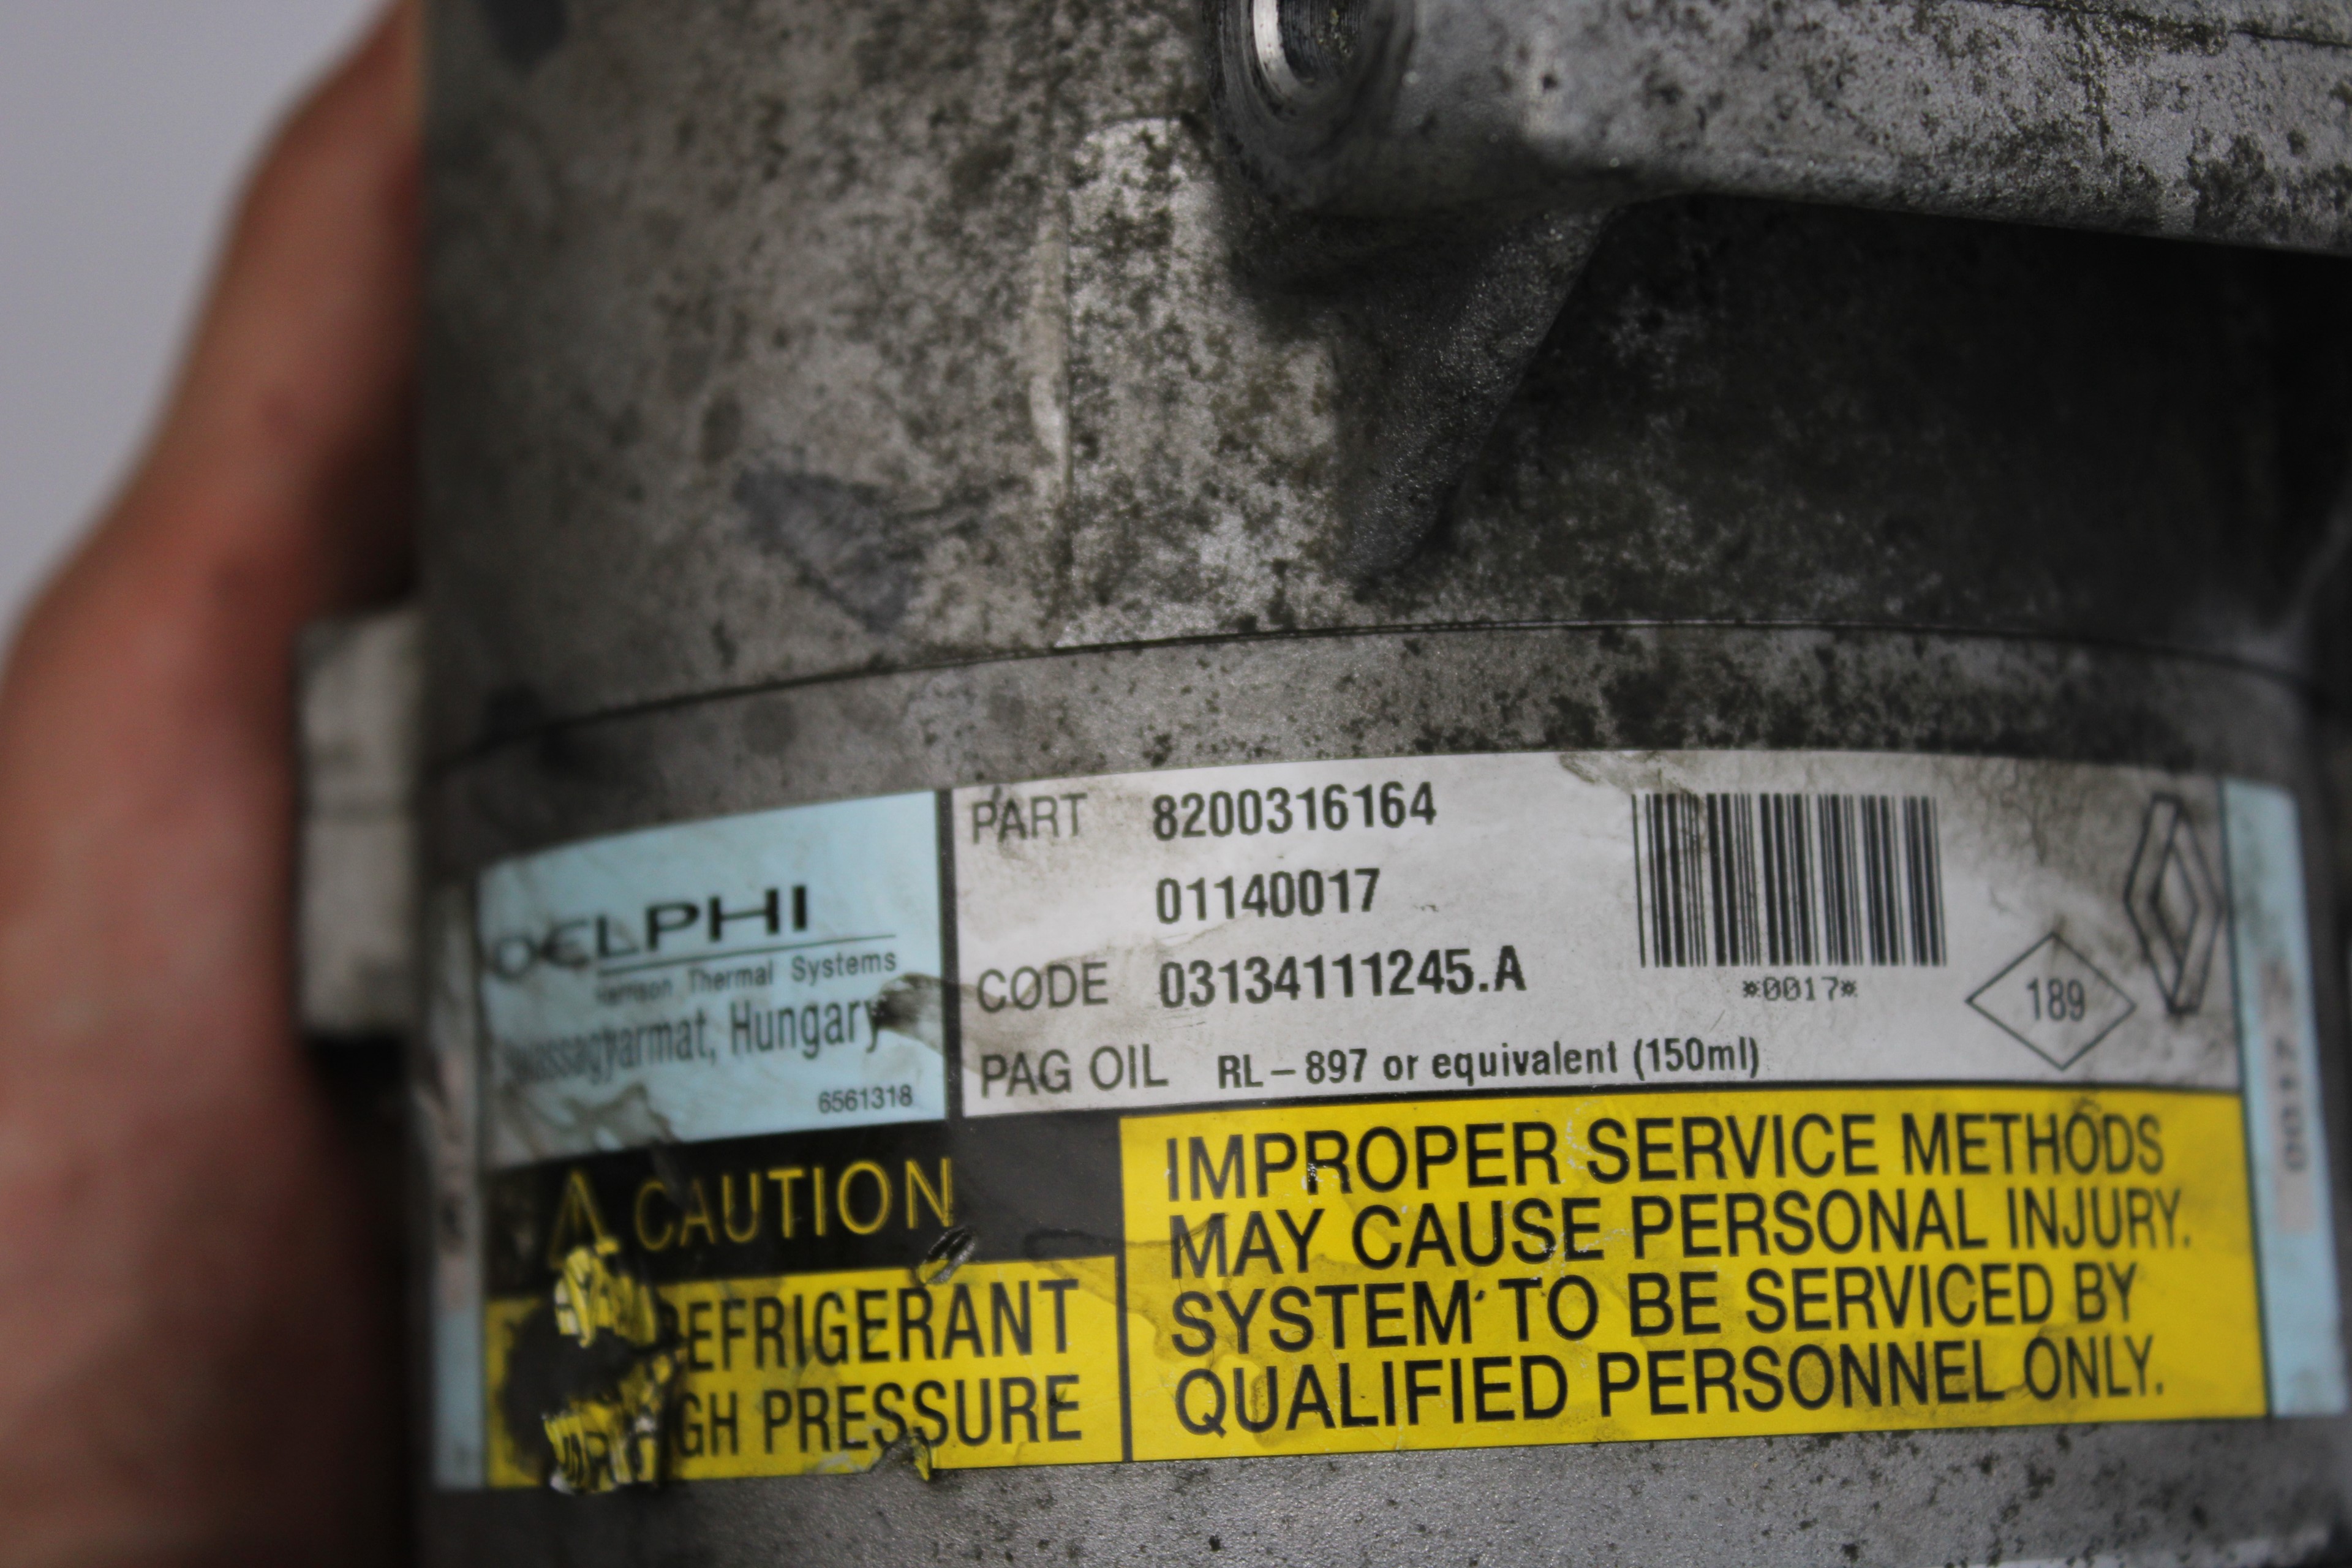 DELPHI
Harrison Thermal Systems
Hungary
6561318
PART 8200316164
01140017
CODE 03134111245.A
PAG OIL RL-897 or equivalent (150ml)
*0017*
189
0017
CAUTION
REFRIGERANT
PRESSURE
IMPROPER SERVICE METHODS
MAY CAUSE PERSONAL INJURY.
SYSTEM TO BE SERVICED BY
QUALIFIED PERSONNEL ONLY.